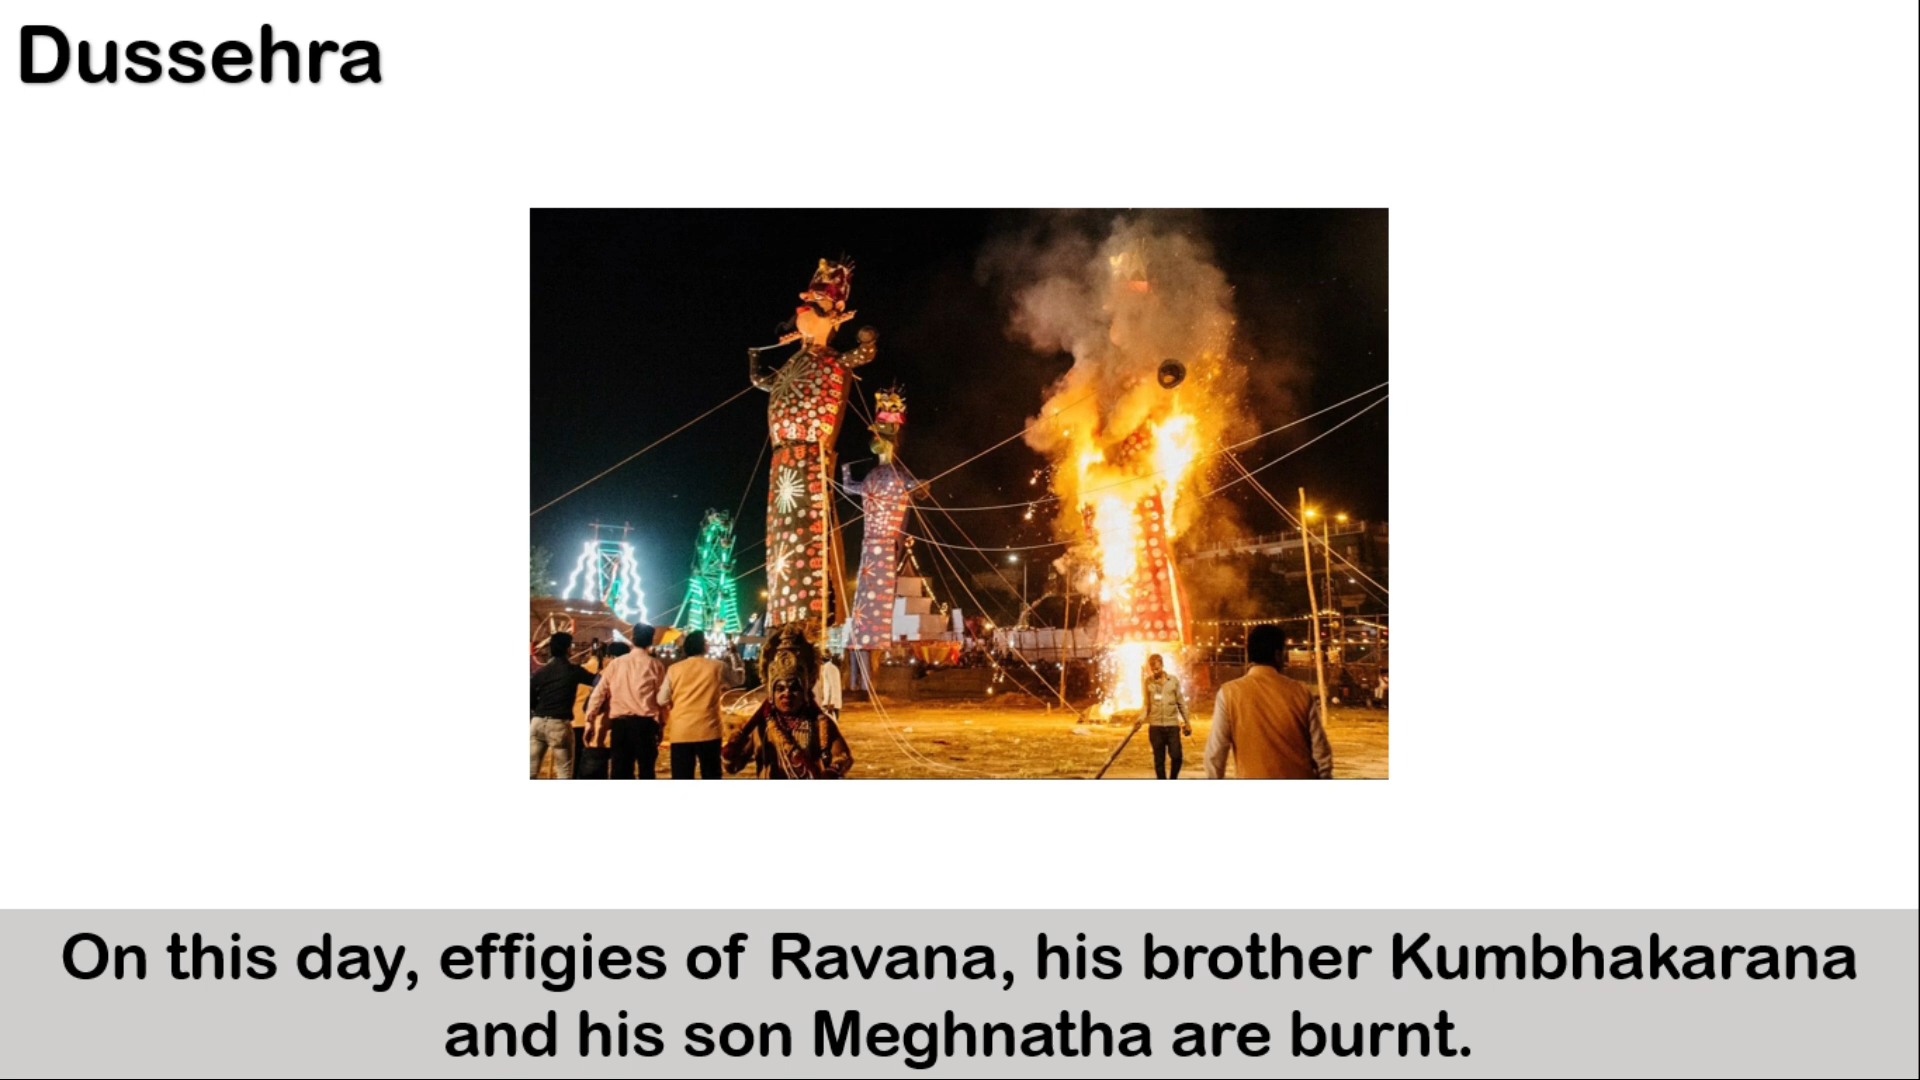 Dussehra
On this day, effigies of Ravana, his brother Kumbhakarana
and his son Meghnatha are burnt.